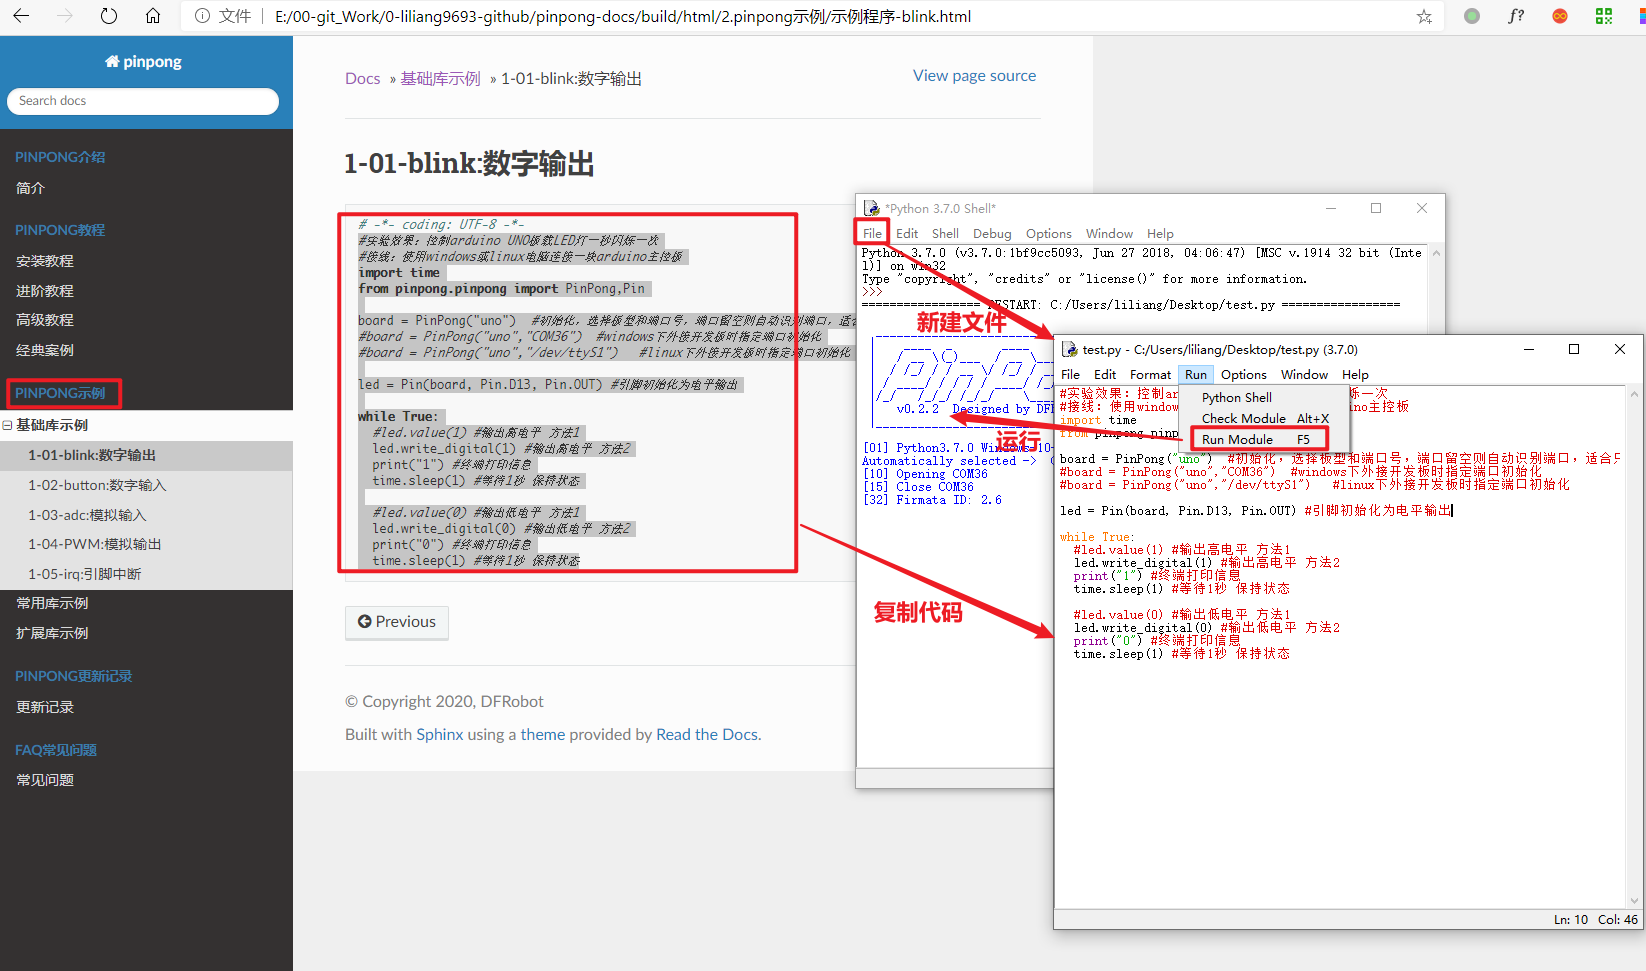 文件
E:/00-git_Work/0-liliang9693-github/pinpong-docs/build/html/2.pinpong示例/示例程序-blink.html
f?
pinpong
Search docs
PINPONG介绍
简介
PINPONG教程
安装教程
进阶教程
高级教程
经典案例
PINPONG示例
基础库示例
1-01-blink:数字输出
1-02-button:数字输入
1-03-adc:模拟输入
1-04-PWM:模拟输出
1-05-irq:引脚中断
常用库示例
扩展库示例
PINPONG更新记录
更新记录
FAQ常见问题
常见问题
Docs » 基础库示例 » 1-01-blink:数字输出
View page source
1-01-blink:数字输出
# -*- coding: UTF-8 -*-
#实验效果：控制arduino UNO板载LED灯一秒闪烁一次
#接线：使用windows或linux电脑连接一块arduino主控板
import time
from pinpong.pinpong import PinPong,Pin
board = PinPong("uno")  #初始化，选择板型和端口号，端口留空则自动识别端口，适合
#board = PinPong("uno","COM36")  #windows下外接开发板时指定端口初始化
#board = PinPong("uno","/dev/ttyS1")   #linux下外接开发板时指定端口初始化
led = Pin(board, Pin.D13, Pin.OUT) #引脚初始化为电平输出
while True:
#led.value(1) #输出高电平 方法1
led.write_digital(1) #输出高电平 方法2
print("1") #终端打印信息
time.sleep(1) #等待1秒 保持状态
#led.value(0) #输出低电平 方法1
led.write_digital(0) #输出低电平 方法2
print("0") #终端打印信息
time.sleep(1) #等待1秒 保持状态
Previous
© Copyright 2020, DFRobot
Built with Sphinx using a theme provided by Read the Docs.
*Python 3.7.0 Shell*
File Edit Shell Debug Options Window Help
Python 3.7.0 (v3.7.0:1bf9cc5093, Jun 27 2018, 04:06:47) [MSC v.1914 32 bit (Inte
l)] on win32
Type "copyright", "credits" or "license()" for more information.
>>>
================= RESTART: C:/Users/liliang/Desktop/test.py =================
新建文件
v0.2.2  Designed by DF
运行
[01] Python3.7.0 Windows-10
Automatically selected ->
[10] Opening COM36
[15] Close COM36
[32] Firmata ID: 2.6
复制代码
test.py - C:/Users/liliang/Desktop/test.py (3.7.0)
File Edit Format Run Options Window Help
Python Shell
Check Module Alt+X
Run Module F5
#实验效果：控制ar 烁一次
#接线：使用window ino主控板
import time
from pinpong.pinp
board = PinPong("uno")  #初始化，选择板型和端口号，端口留空则自动识别端口，适合只
#board = PinPong("uno","COM36")  #windows下外接开发板时指定端口初始化
#board = PinPong("uno","/dev/ttyS1")   #linux下外接开发板时指定端口初始化
led = Pin(board, Pin.D13, Pin.OUT) #引脚初始化为电平输出
while True:
#led.value(1) #输出高电平 方法1
led.write_digital(1) #输出高电平 方法2
print("1") #终端打印信息
time.sleep(1) #等待1秒 保持状态
#led.value(0) #输出低电平 方法1
led.write_digital(0) #输出低电平 方法2
print("0") #终端打印信息
time.sleep(1) #等待1秒 保持状态
Ln: 10 Col: 46